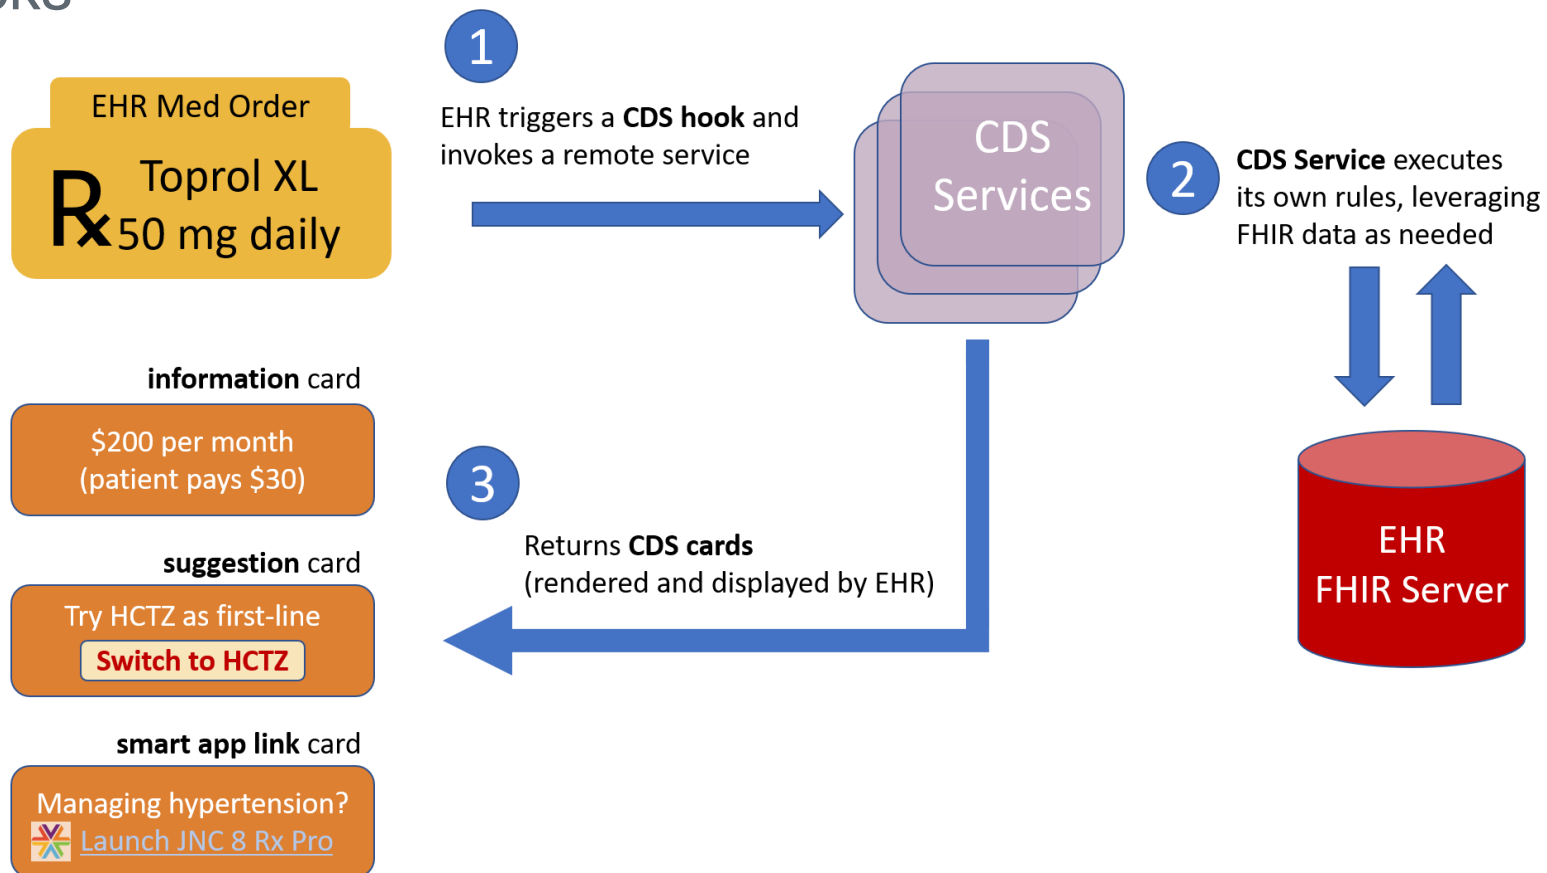 EHR Med Order
Rx
Toprol XL
50 mg daily
1
EHR triggers a CDS hook and
invokes a remote service
CDS
Services
2
CDS Service executes
its own rules, leveraging
FHIR data as needed
EHR
FHIR Server
3
Returns CDS cards
(rendered and displayed by EHR)
information card
$200 per month
(patient pays $30)
suggestion card
Try HCTZ as first-line
Switch to HCTZ
smart app link card
Managing hypertension?
Launch JNC 8 Rx Pro